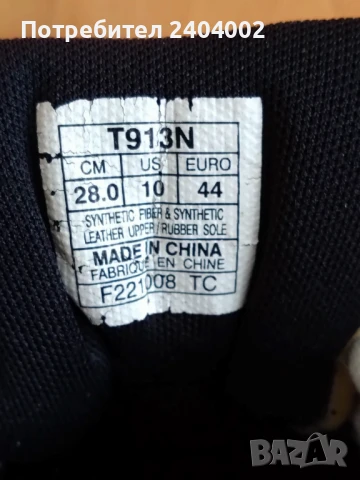 Потребител 2404002
T913N
CM US EURO
28.0 10 44
SYNTHETIC FIBER & SYNTHETIC
LEATHER UPPER / RUBBER SOLE
MADE IN CHINA
FABRIQUE EN CHINE
F221008 TC
BAZAR